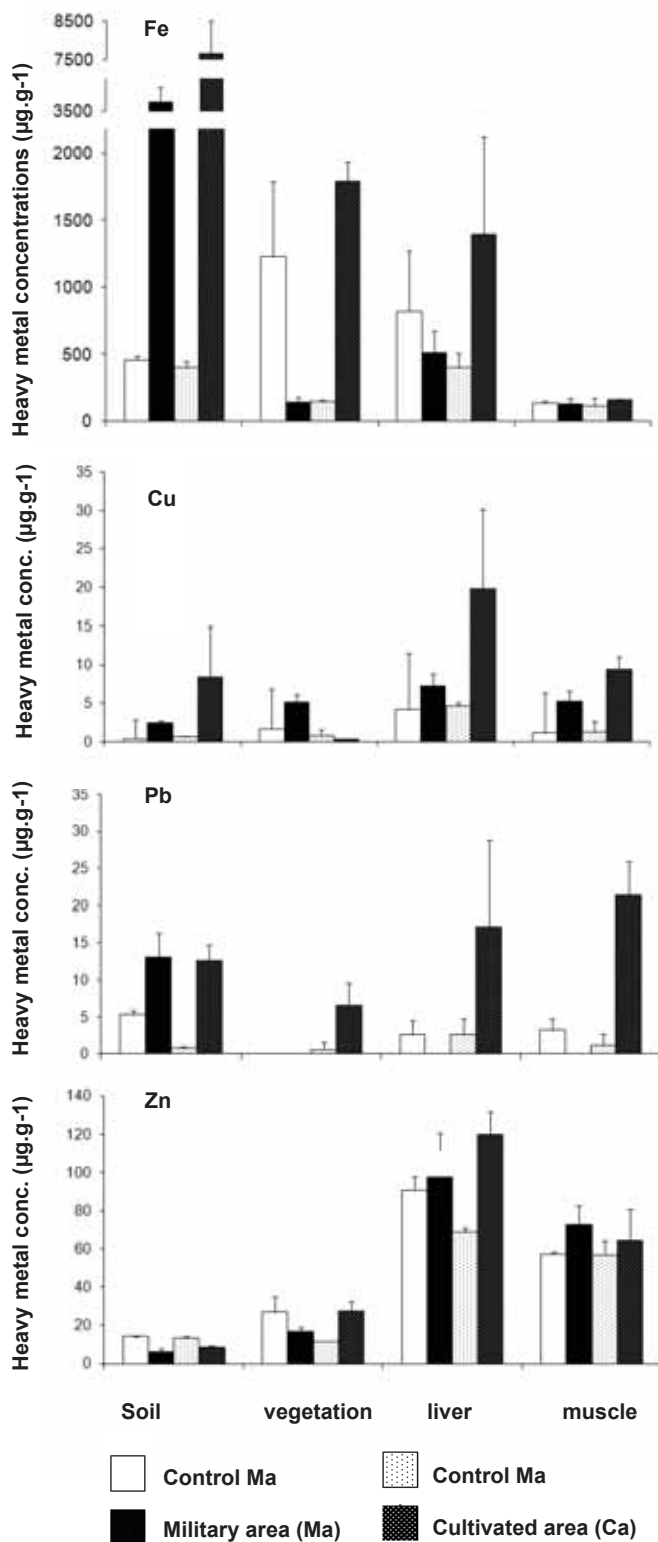 Fe
8500
7500
3500
2000
1500
1000
500
0
Heavy metal concentrations (µg.g-1)
Cu
35
30
25
20
15
10
5
0
Heavy metal conc. (µg.g-1)
Pb
35
30
25
20
15
10
5
0
Heavy metal conc. (µg.g-1)
Zn
140
120
100
80
60
40
20
0
Heavy metal conc. (µg.g-1)
Soil vegetation liver muscle
Control Ma Control Ma
Military area (Ma) Cultivated area (Ca)